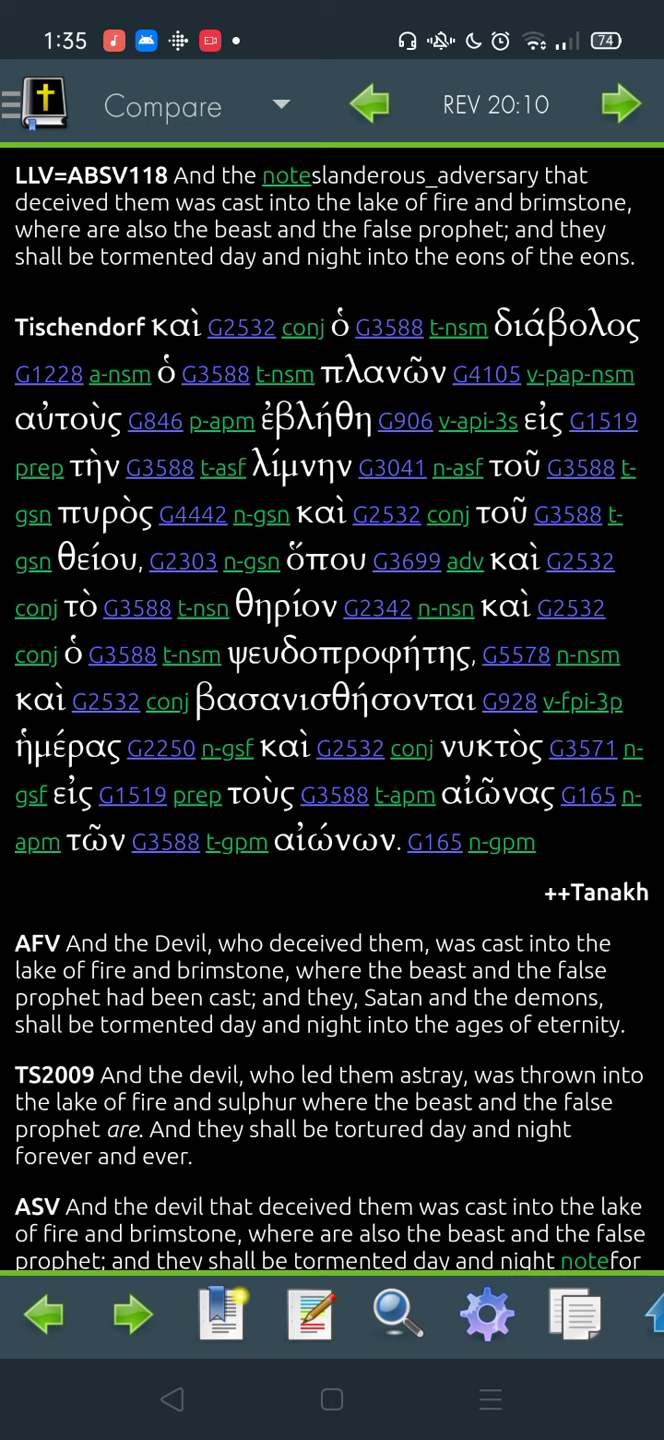 1:35
74
Compare
REV 20:10
LLV=ABSV118 And the noteslanderous_adversary that
deceived them was cast into the lake of fire and brimstone,
where are also the beast and the false prophet; and they
shall be tormented day and night into the eons of the eons.
Tischendorf καὶ G2532 conj ὁ G3588 t-nsm διάβολος
G1228 a-nsm ὁ G3588 t-nsm πλανῶν G4105 v-pap-nsm
αὐτοὺς G846 p-apm ἐβλήθη G906 v-api-3s εἰς G1519
prep τὴν G3588 t-asf λίμνην G3041 n-asf τοῦ G3588 t-
gsn πυρὸς G4442 n-gsn καὶ G2532 conj τοῦ G3588 t-
gsn θείου, G2303 n-gsn ὅπου G3699 adv καὶ G2532
conj τὸ G3588 t-nsn θηρίον G2342 n-nsn καὶ G2532
conj ὁ G3588 t-nsm ψευδοπροφήτης, G5578 n-nsm
καὶ G2532 conj βασανισθήσονται G928 v-fpi-3p
ἡμέρας G2250 n-gsf καὶ G2532 conj νυκτὸς G3571 n-
gsf εἰς G1519 prep τοὺς G3588 t-apm αἰῶνας G165 n-
apm τῶν G3588 t-gpm αἰώνων. G165 n-gpm
++Tanakh
AFV And the Devil, who deceived them, was cast into the
lake of fire and brimstone, where the beast and the false
prophet had been cast; and they, Satan and the demons,
shall be tormented day and night into the ages of eternity.
TS2009 And the devil, who led them astray, was thrown into
the lake of fire and sulphur where the beast and the false
prophet are. And they shall be tortured day and night
forever and ever.
ASV And the devil that deceived them was cast into the lake
of fire and brimstone, where are also the beast and the false
prophet; and they shall be tormented day and night notefor